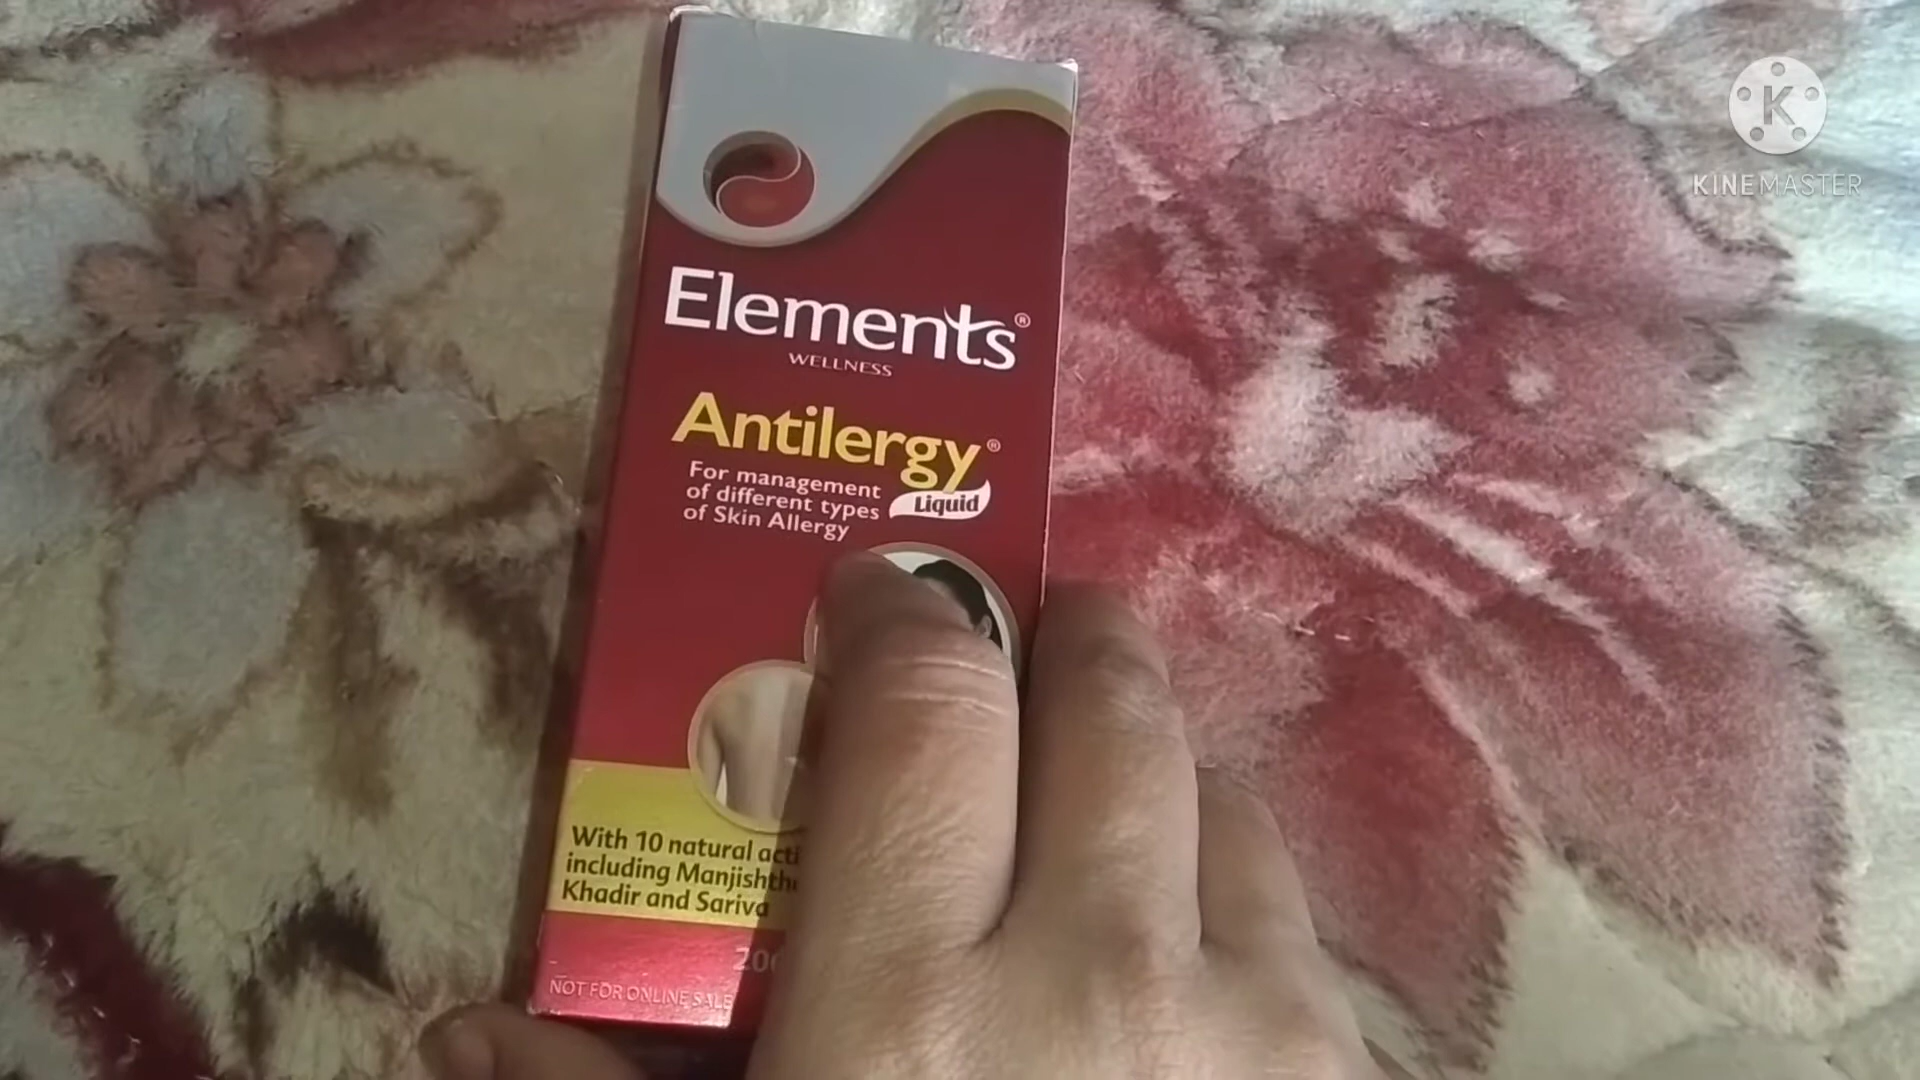 K
KINEMASTER
Elements®
WELLNESS
Antilergy®
For management
of different types
of Skin Allergy
Liquid
With 10 natural
including
Khadir and Sariva
NOT FOR ONLINE SALE